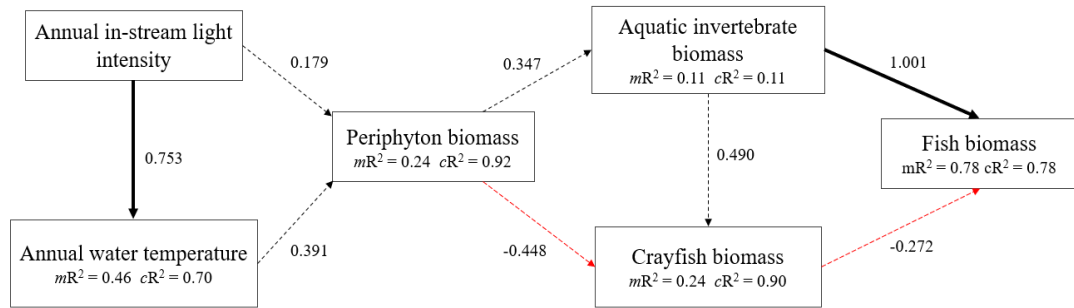 Annual in-stream light
intensity
0.179
0.753
Annual water temperature
mR² = 0.46 cR² = 0.70
0.391
Periphyton biomass
mR² = 0.24 cR² = 0.92
0.347
-0.448
Aquatic invertebrate
biomass
mR² = 0.11 cR² = 0.11
0.490
Crayfish biomass
mR² = 0.24 cR² = 0.90
1.001
-0.272
Fish biomass
mR² = 0.78 cR² = 0.78